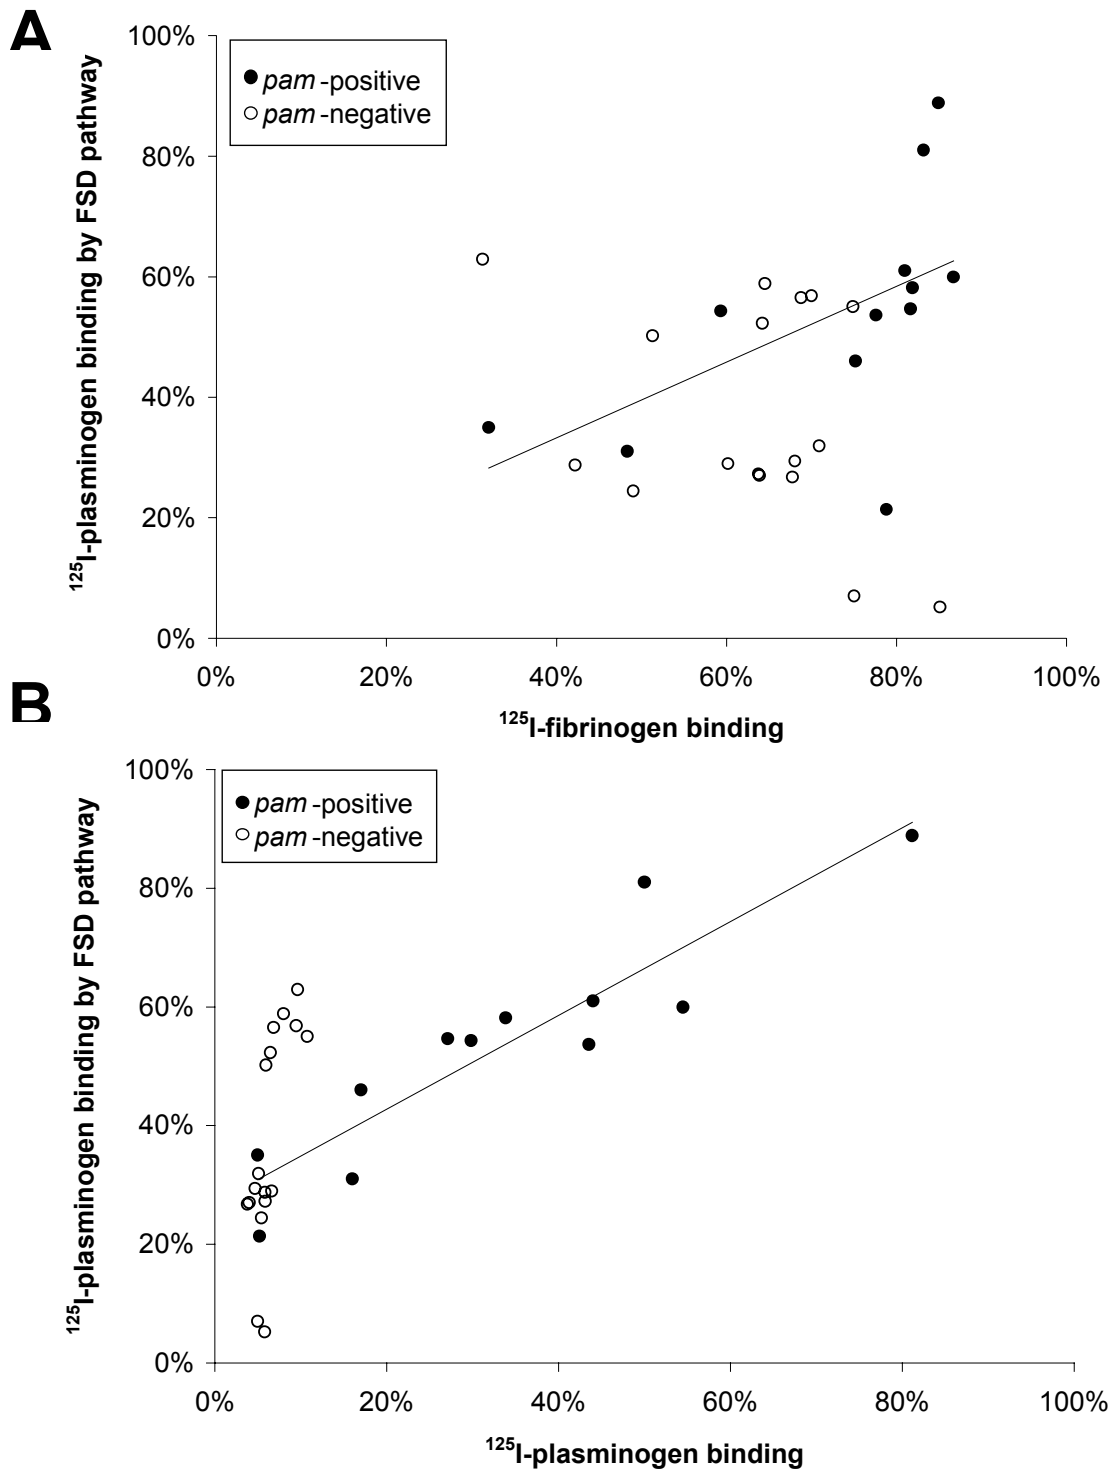 A
100%
80%
60%
40%
20%
0%
125I-plasminogen binding by FSD pathway
pam -positive
pam -negative
0% 20% 40% 60% 80% 100%
125I-fibrinogen binding
B
100%
80%
60%
40%
20%
0%
125I-plasminogen binding by FSD pathway
pam -positive
pam -negative
0% 20% 40% 60% 80% 100%
125I-plasminogen binding